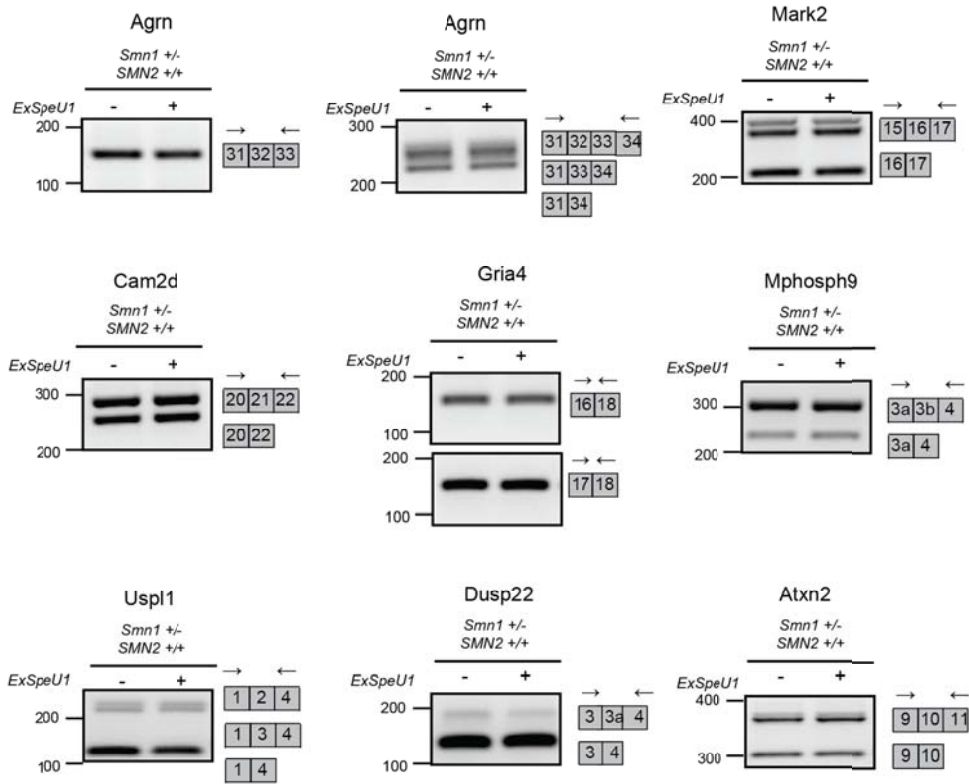 Agrn
Smn1 +/-
SMN2 +/+
ExSpeU1 - +
200
100
→ ←
31 32 33
Agrn
Smn1 +/-
SMN2 +/+
ExSpeU1 - +
300
200
→ ←
31 32 33 34
31 33 34
31 34
Mark2
Smn1 +/-
SMN2 +/+
ExSpeU1 - +
400
200
→ ←
15 16 17
16 17
Cam2d
Smn1 +/-
SMN2 +/+
ExSpeU1 - +
300
200
→ ←
20 21 22
20 22
Gria4
Smn1 +/-
SMN2 +/+
ExSpeU1 - +
200
100
→ ←
16 18
200
100
→ ←
17 18
Mphosph9
Smn1 +/-
SMN2 +/+
ExSpeU1 - +
300
200
→ ←
3a 3b 4
3a 4
Uspl1
Smn1 +/-
SMN2 +/+
ExSpeU1 - +
200
100
→ ←
1 2 4
1 3 4
1 4
Dusp22
Smn1 +/-
SMN2 +/+
ExSpeU1 - +
200
100
→ ←
3 3a 4
3 4
Atxn2
Smn1 +/-
SMN2 +/+
ExSpeU1 - +
400
300
→ ←
9 10 11
9 10